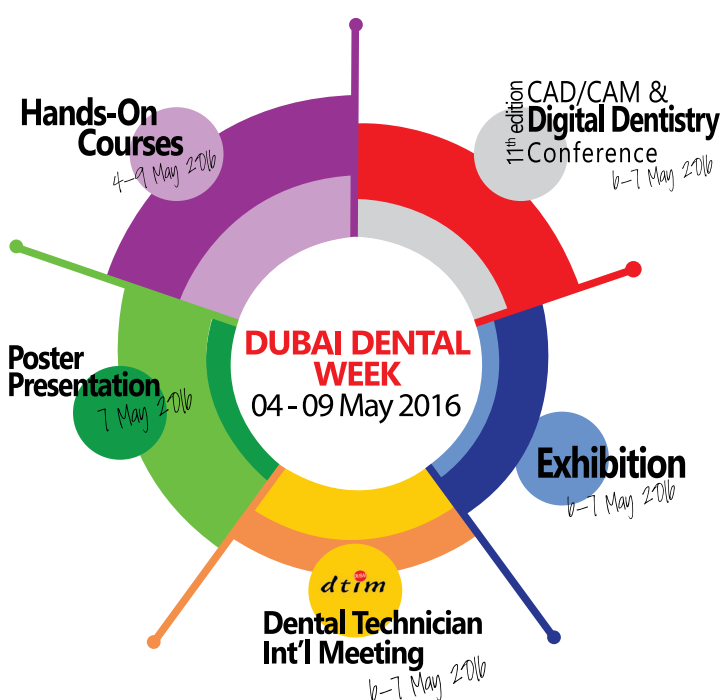 Hands-On
Courses
4-9 May 2016
11th edition
CAD/CAM &
Digital Dentistry
Conference
6-7 May 2016
DUBAI DENTAL
WEEK
04 - 09 May 2016
Poster
Presentation
7 May 2016
Exhibition
6-7 May 2016
dtim
Dental Technician
Int'l Meeting
6-7 May 2016